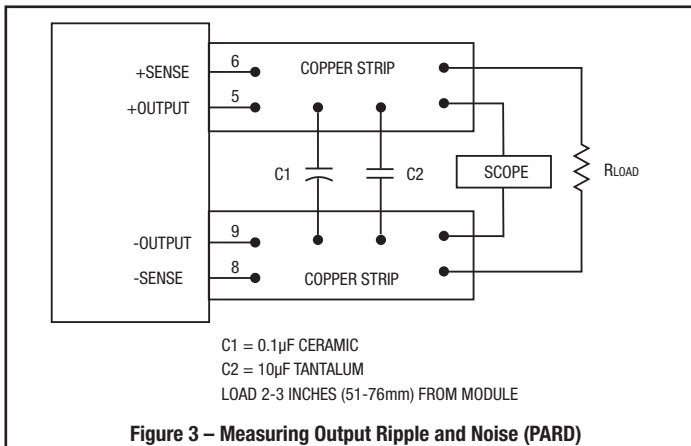 +SENSE 6 COPPER STRIP
+OUTPUT 5
C1 C2 SCOPE RLOAD
-OUTPUT 9
-SENSE 8 COPPER STRIP
C1 = 0.1µF CERAMIC
C2 = 10µF TANTALUM
LOAD 2-3 INCHES (51-76mm) FROM MODULE
Figure 3 – Measuring Output Ripple and Noise (PARD)